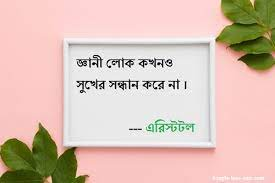 জ্ঞানী লোক কখনও
সুখের সন্ধান করে না।
--- এরিস্টটল